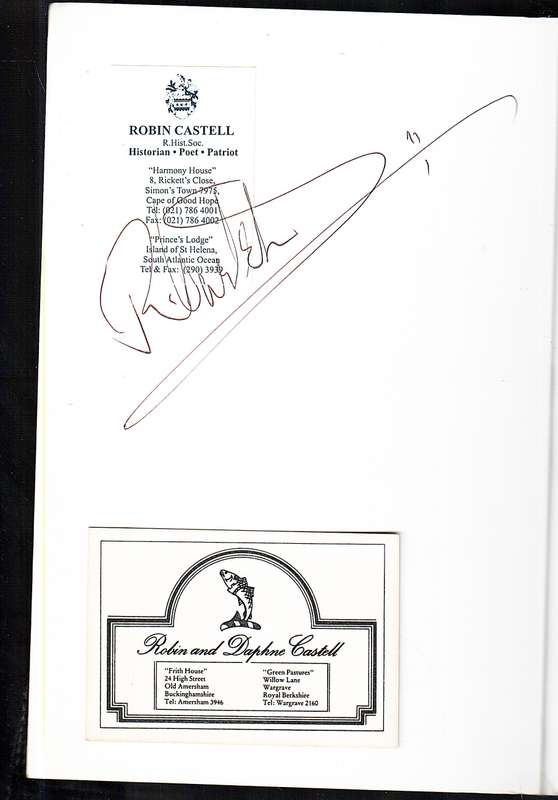 ROBIN CASTELL
R.Hist.Soc.
Historian • Poet • Patriot
"Harmony House"
8, Rickett's Close,
Simon's Town 7975,
Cape of Good Hope
Tel: (021) 786 4001
Fax: (021) 786 4002
"Prince's Lodge"
Island of St Helena,
South Atlantic Ocean
Tel & Fax: (290) 3939
Robin and Daphne Castell
"Frith House"
24 High Street
Old Amersham
Buckinghamshire
Tel: Amersham 3946
"Green Pastures"
Willow Lane
Wargrave
Royal Berkshire
Tel: Wargrave 2160